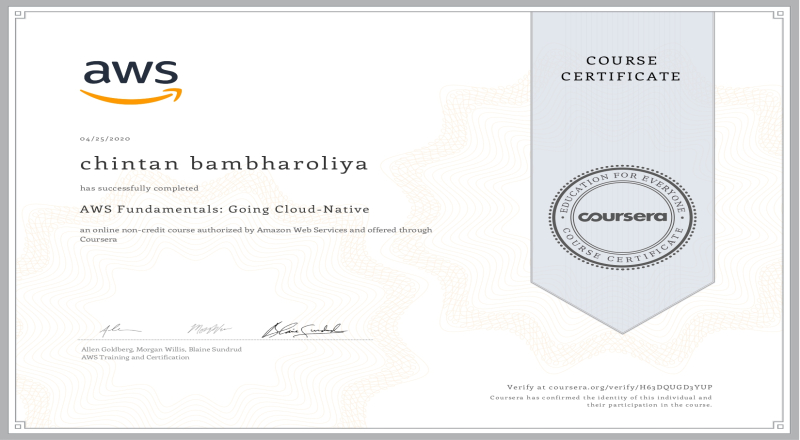 aws
COURSE
CERTIFICATE
04/25/2020
chintan bambharoliya
has successfully completed
AWS Fundamentals: Going Cloud-Native
an online non-credit course authorized by Amazon Web Services and offered through
Coursera
EDUCATION FOR EVERYONE
coursera
COURSE CERTIFICATE
Allen Goldberg, Morgan Willis, Blaine Sundrud
AWS Training and Certification
Verify at coursera.org/verify/H63DQUGD3YUP
Coursera has confirmed the identity of this individual and
their participation in the course.